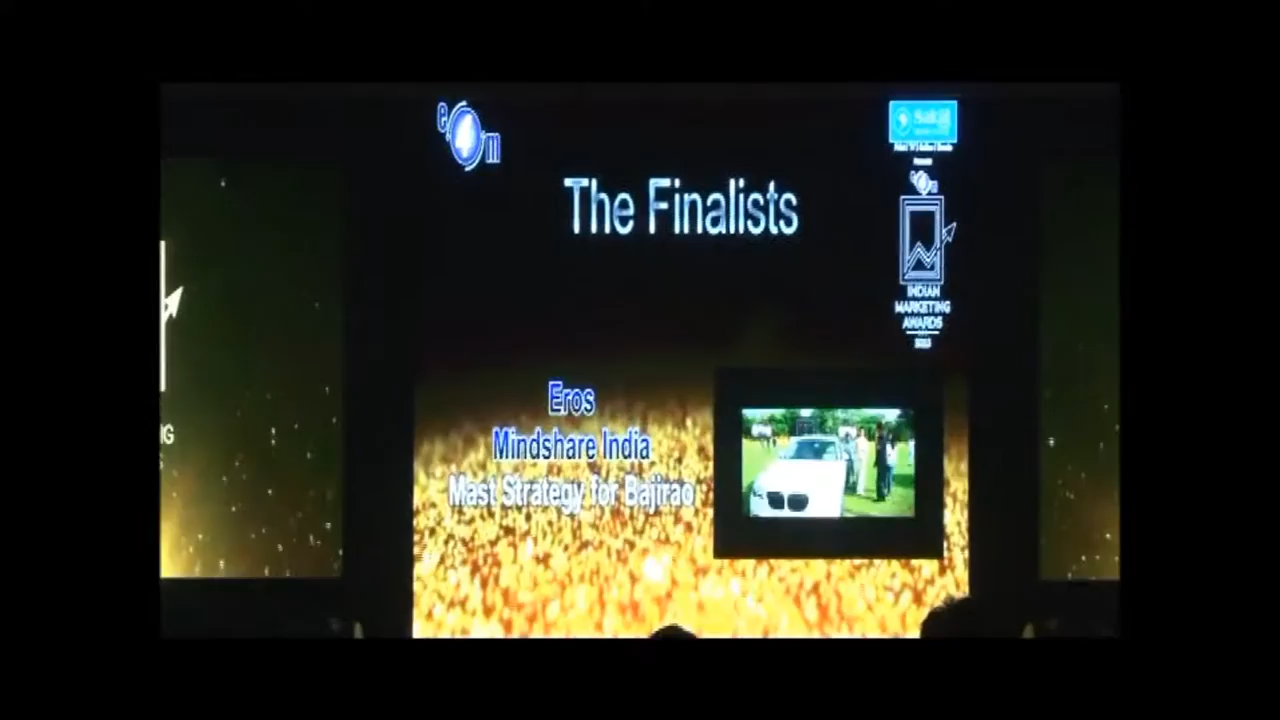 e4m
The Finalists
INDIAN
MARKETING
AWARDS
Eros
Mindshare India
Mast Strategy for Bajirao